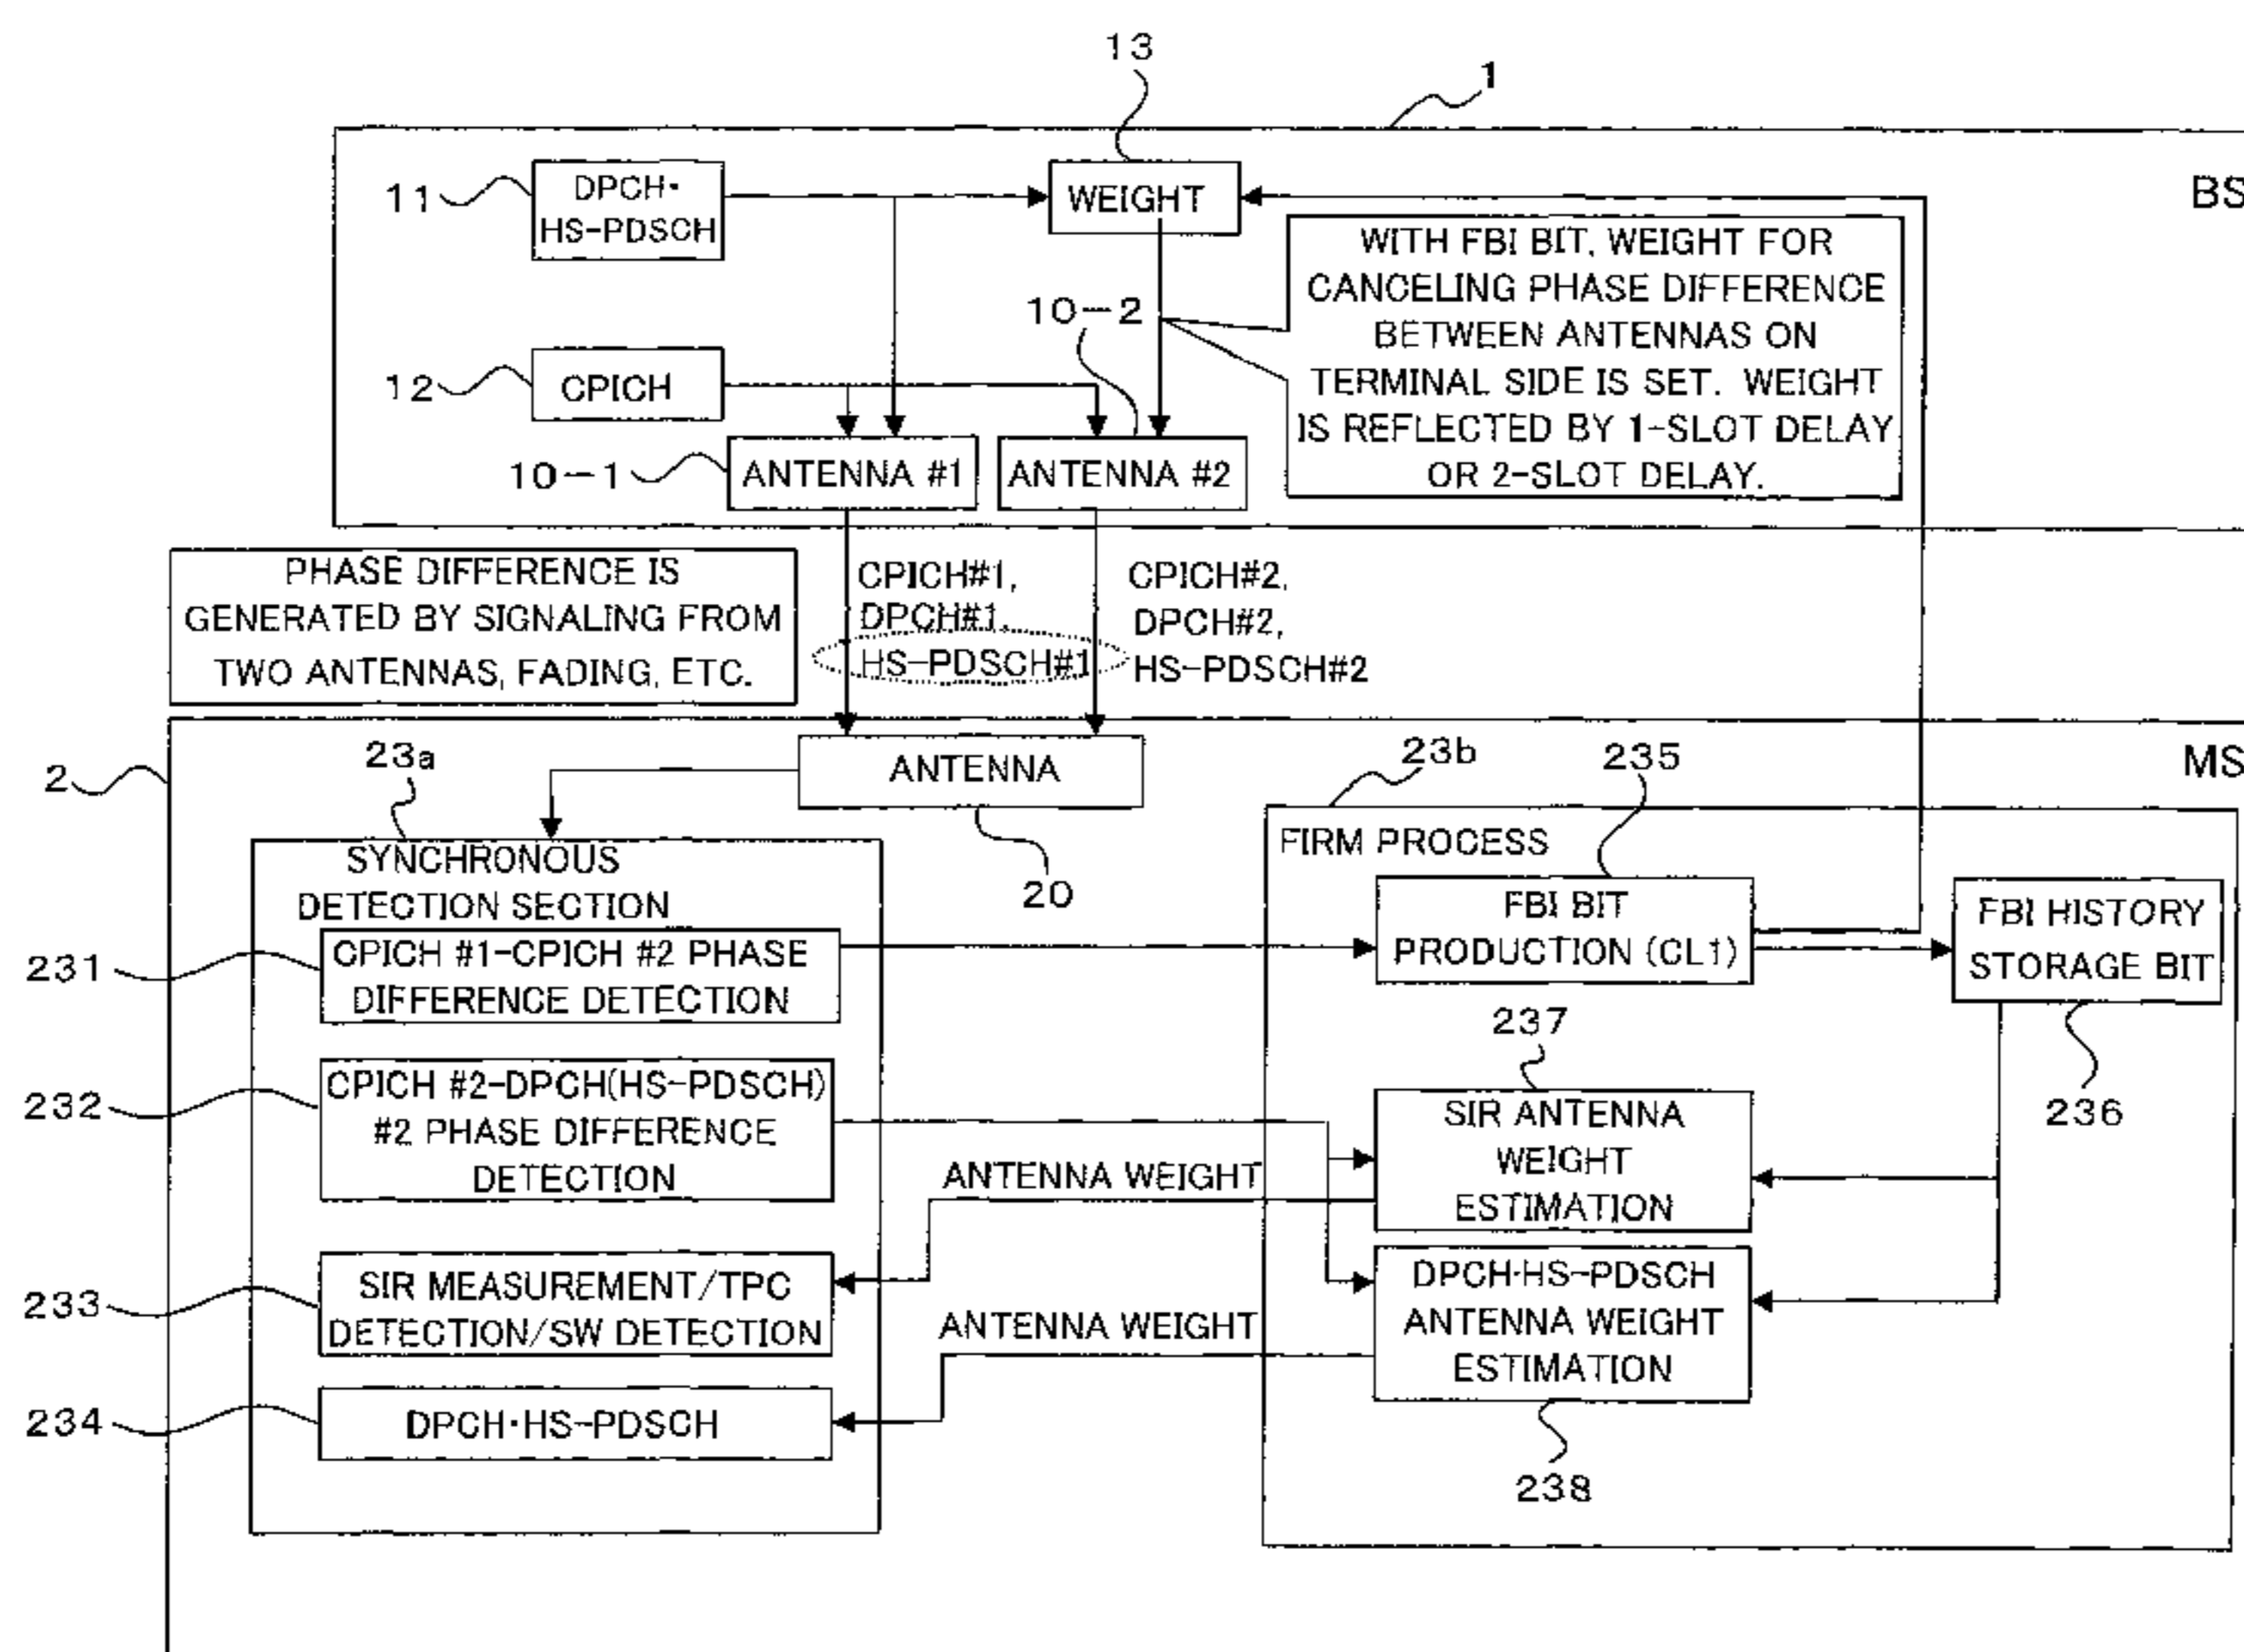 13
1
BS
11
DPCH·
HS-PDSCH
WEIGHT
WITH FBI BIT, WEIGHT FOR
CANCELING PHASE DIFFERENCE
BETWEEN ANTENNAS ON
TERMINAL SIDE IS SET. WEIGHT
IS REFLECTED BY 1-SLOT DELAY
OR 2-SLOT DELAY.
10-2
12
CPICH
10-1
ANTENNA #1
ANTENNA #2
PHASE DIFFERENCE IS
GENERATED BY SIGNALING FROM
TWO ANTENNAS, FADING, ETC.
CPICH#1,
DPCH#1,
HS-PDSCH#1
CPICH#2,
DPCH#2,
HS-PDSCH#2
2
MS
23a
ANTENNA
20
23b
235
SYNCHRONOUS
DETECTION SECTION
231
CPICH #1-CPICH #2 PHASE
DIFFERENCE DETECTION
232
CPICH #2-DPCH(HS-PDSCH)
#2 PHASE DIFFERENCE
DETECTION
233
SIR MEASUREMENT/TPC
DETECTION/SW DETECTION
234
DPCH·HS-PDSCH
ANTENNA WEIGHT
ANTENNA WEIGHT
FIRM PROCESS
FBI BIT
PRODUCTION (CL1)
FBI HISTORY
STORAGE BIT
236
237
SIR ANTENNA
WEIGHT
ESTIMATION
DPCH·HS-PDSCH
ANTENNA WEIGHT
ESTIMATION
238